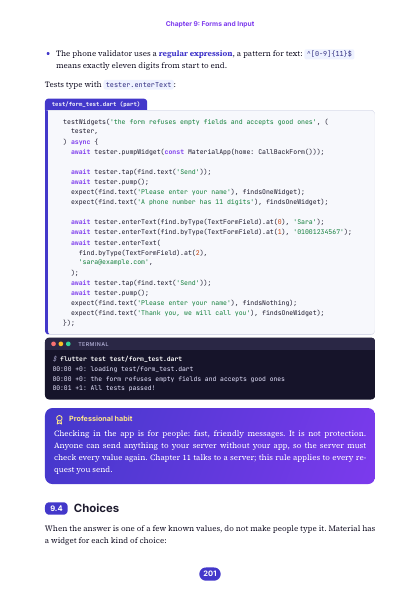 Chapter 9: Forms and Input
• The phone validator uses a regular expression, a pattern for text: ^[0-9]{11}$
means exactly eleven digits from start to end.
Tests type with tester.enterText:
test/form_test.dart (part)
testWidgets('the form refuses empty fields and accepts good ones', (
tester,
) async {
await tester.pumpWidget(const MaterialApp(home: CallBackForm()));
await tester.tap(find.text('Send'));
await tester.pump();
expect(find.text('Please enter your name'), findsOneWidget);
expect(find.text('A phone number has 11 digits'), findsOneWidget);
await tester.enterText(find.byType(TextFormField).at(0), 'Sara');
await tester.enterText(find.byType(TextFormField).at(1), '01001234567');
await tester.enterText(
find.byType(TextFormField).at(2),
'sara@example.com',
);
await tester.tap(find.text('Send'));
await tester.pump();
expect(find.text('Please enter your name'), findsNothing);
expect(find.text('Thank you, we will call you'), findsOneWidget);
});
TERMINAL
$ flutter test test/form_test.dart
00:00 +0: loading test/form_test.dart
00:00 +0: the form refuses empty fields and accepts good ones
00:01 +1: All tests passed!
Professional habit
Checking in the app is for people: fast, friendly messages. It is not protection.
Anyone can send anything to your server without your app, so the server must
check every value again. Chapter 11 talks to a server; this rule applies to every re-
quest you send.
9.4 Choices
When the answer is one of a few known values, do not make people type it. Material has
a widget for each kind of choice:
201